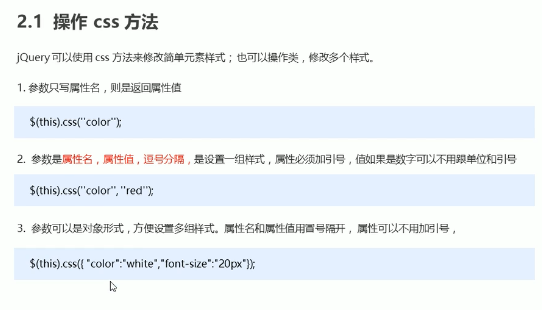 2.1 操作 css 方法
jQuery 可以使用 css 方法来修改简单元素样式; 也可以操作类, 修改多个样式。
1. 参数只写属性名, 则是返回属性值
$(this).css(''color'');
2. 参数是属性名, 属性值, 逗号分隔, 是设置一组样式, 属性必须加引号, 值如果是数字可以不用跟单位和引号
$(this).css(''color'', ''red'');
3. 参数可以是对象形式, 方便设置多组样式。属性名和属性值用冒号隔开, 属性可以不用加引号,
$(this).css({ "color":"white","font-size":"20px"});